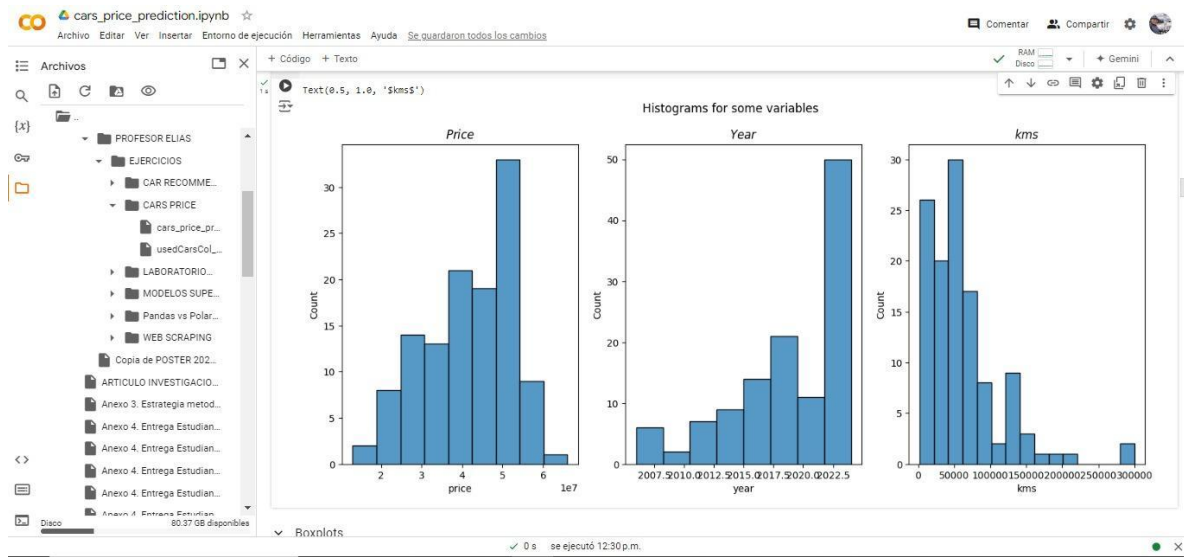 cars_price_prediction.ipynb
Archivo Editar Ver Insertar Entorno de ejecución Herramientas Ayuda Se guardaron todos los cambios
Comentar Compartir
Archivos
+ Código + Texto
RAM
Disco
Gemini
..
PROFESOR ELIAS
EJERCICIOS
CAR RECOMME...
CARS PRICE
cars_price_pr...
usedCarsCol_...
LABORATORIO...
MODELOS SUPE...
Pandas vs Polar...
WEB SCRAPING
Copia de POSTER 202...
ARTICULO INVESTIGACIO...
Anexo 3. Estrategia metod...
Anexo 4. Entrega Estudian...
Anexo 4. Entrega Estudian...
Anexo 4. Entrega Estudian...
Anexo 4. Entrega Estudian...
Anexo 4. Entrega Estudian...
Disco 80.37 GB disponibles
{x}
1 s
Text(0.5, 1.0, '$kms$')
Histograms for some variables
Price
Count
30
25
20
15
10
5
0
2 3 4 5 6
1e7
price
Year
Count
50
40
30
20
10
0
2007.5 2010.0 2012.5 2015.0 2017.5 2020.0 2022.5
year
kms
Count
30
25
20
15
10
5
0
0 50000 100000 150000 200000 250000 300000
kms
Boxplots
0 s se ejecutó 12:30 p.m.